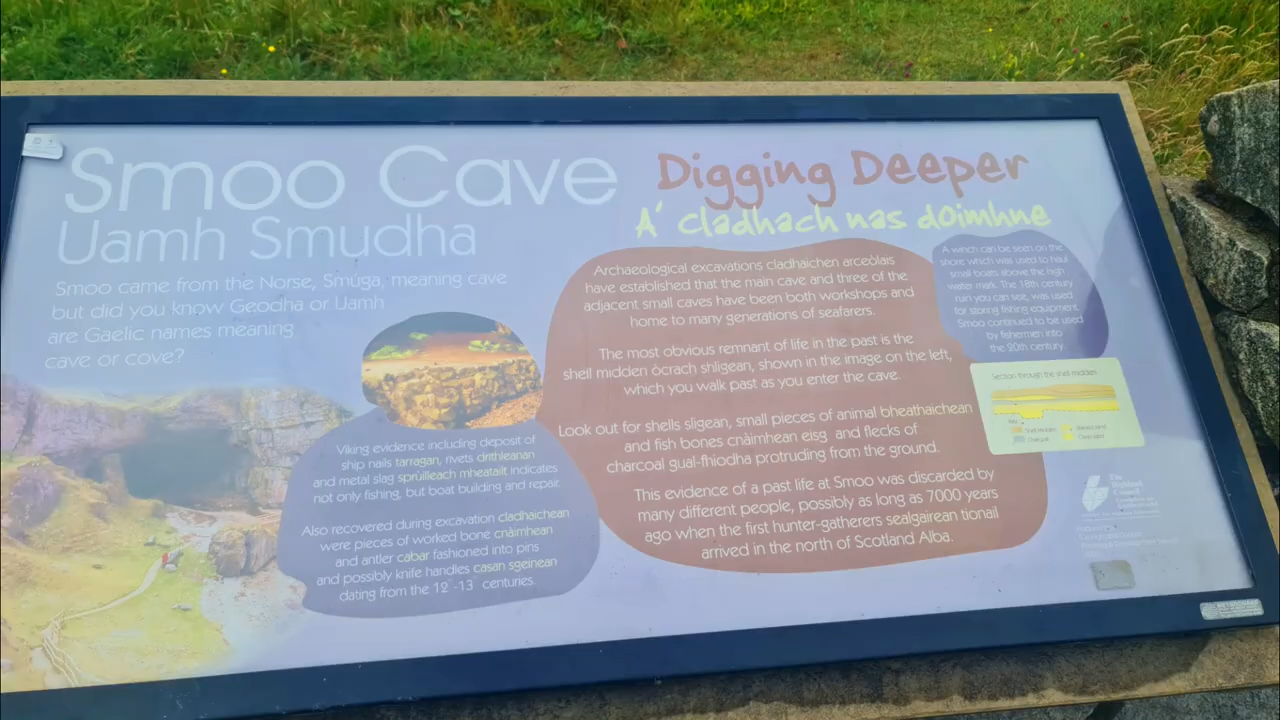 Smoo Cave
Uamh Smudha
Smoo came from the Norse, Smúga, meaning cave
but did you know Geodha or Uamh
are Gaelic names meaning
cave or cove?
Viking evidence including deposit of
ship nails tarragan, rivets dirithleanan
and metal slag sprùilleach mheatailt indicates
not only fishing, but boat building and repair.
Also recovered during excavation cladhaichean
were pieces of worked bone cnàimhean
and antler cabar fashioned into pins
and possibly knife handles casan sgeinean
dating from the 12 -13 centuries.
Digging Deeper
A' cladhach nas doimhne
Archaeological excavations cladhaichen arceòlais
have established that the main cave and three of the
adjacent small caves have been both workshops and
home to many generations of seafarers.
The most obvious remnant of life in the past is the
shell midden òcrach shligean, shown in the image on the left,
which you walk past as you enter the cave.
Look out for shells sligean, small pieces of animal bheathaichean
and fish bones cnàimhean eisg and flecks of
charcoal gual-fhiodha protruding from the ground.
This evidence of a past life at Smoo was discarded by
many different people, possibly as long as 7000 years
ago when the first hunter-gatherers sealgairean tionail
arrived in the north of Scotland Alba.
A winch can be seen on the
shore which was used to haul
small boats above the high
water mark. The 18th century
run you can see, was used
for storing fishing equipment.
Smoo continued to be used
by fishermen into
the 20th century.
Section through the shell midden
Key
Shell Midden
Charcoal
The
Highland
Council